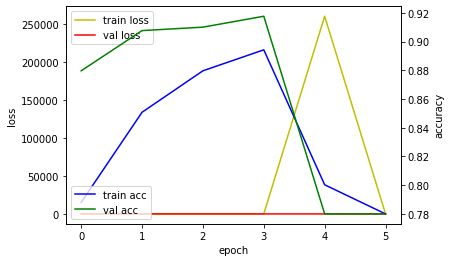 train loss
val loss
train acc
val acc
250000
200000
150000
100000
50000
0
loss
0.92
0.90
0.88
0.86
0.84
0.82
0.80
0.78
accuracy
0 1 2 3 4 5
epoch